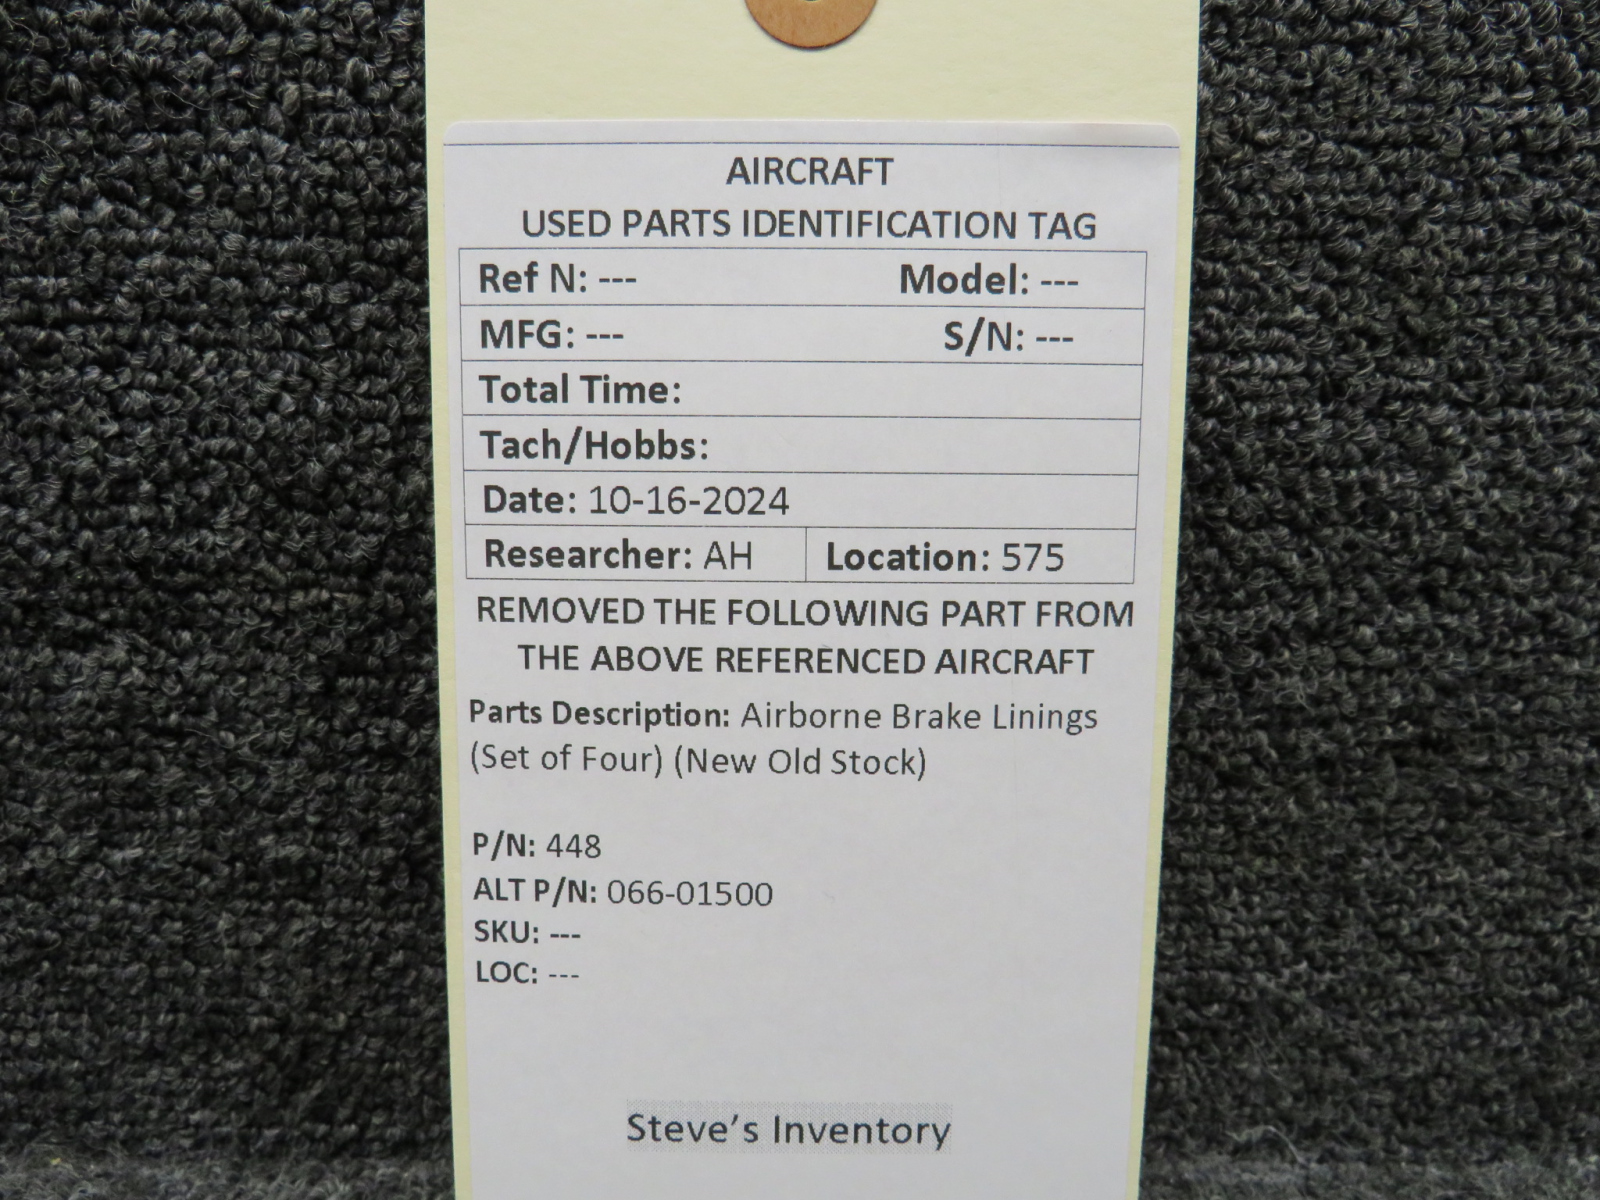 AIRCRAFT
USED PARTS IDENTIFICATION TAG
Ref N: --- Model: ---
MFG: --- S/N: ---
Total Time:
Tach/Hobbs:
Date: 10-16-2024
Researcher: AH Location: 575
REMOVED THE FOLLOWING PART FROM
THE ABOVE REFERENCED AIRCRAFT
Parts Description: Airborne Brake Linings
(Set of Four) (New Old Stock)
P/N: 448
ALT P/N: 066-01500
SKU: ---
LOC: ---
Steve's Inventory